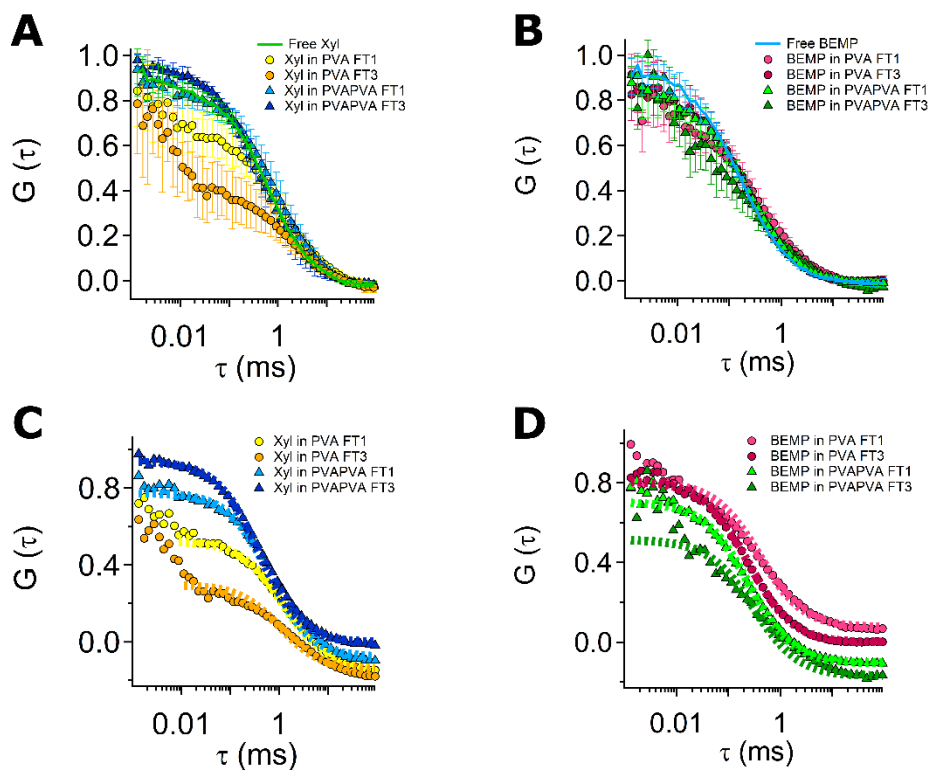 A
Free Xyl
Xyl in PVA FT1
Xyl in PVA FT3
Xyl in PVAPVA FT1
Xyl in PVAPVA FT3
1.0
0.8
0.6
0.4
0.2
0.0
G (τ)
0.01
1
τ (ms)
B
Free BEMP
BEMP in PVA FT1
BEMP in PVA FT3
BEMP in PVAPVA FT1
BEMP in PVAPVA FT3
1.0
0.8
0.6
0.4
0.2
0.0
G (τ)
0.01
1
τ (ms)
C
Xyl in PVA FT1
Xyl in PVA FT3
Xyl in PVAPVA FT1
Xyl in PVAPVA FT3
0.8
0.4
0.0
G (τ)
0.01
1
τ (ms)
D
BEMP in PVA FT1
BEMP in PVA FT3
BEMP in PVAPVA FT1
BEMP in PVAPVA FT3
0.8
0.4
0.0
G (τ)
0.01
1
τ (ms)